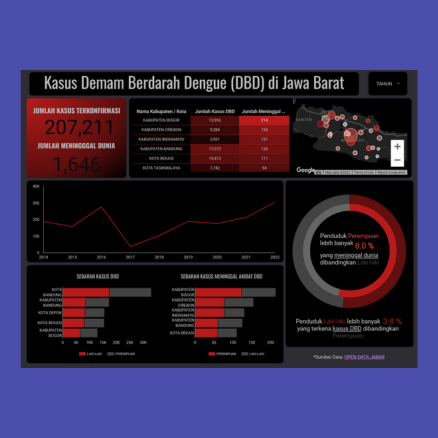 Kasus Demam Berdarah Dengue (DBD) di Jawa Barat
TAHUN
JUMLAH KASUS TERKONFIRMASI
207,211
JUMLAH MENINGGGAL DUNIA
1,646
Nama Kabupaten / Kota Jumlah Kasus DBD Jumlah Meninggal ...
KABUPATEN BOGOR 12,956 214
KABUPATEN CIREBON 9,284 150
KABUPATEN INDRAMAYU 3,991 131
KABUPATEN BANDUNG 17,272 126
KOTA BEKASI 15,413 111
KOTA TASIKMALAYA 7,742 94
BANTEN
Google
+
−
400
300
200
100
0
2014 2015 2016 2017 2018 2019 2020 2021 2022
Penduduk Perempuan
lebih banyak 8.0 %
yang meninggal dunia
dibandingkan Laki-laki
Penduduk Laki-laki lebih banyak 3.8 %
yang terkena kasus DBD dibandingkan
Perempuan
*Sumber Data: OPEN DATA JABAR
SEBARAN KASUS DBD
KOTA
BANDUNG
KABUPATEN
BANDUNG
KOTA DEPOK
KOTA BEKASI
KABUPATEN
BOGOR
0 5K 10K 15K 20K 25K 30K
LAKI-LAKI PEREMPUAN
SEBARAN KASUS MENINGGAL AKIBAT DBD
KABUPATEN
BOGOR
KABUPATEN
CIREBON
KABUPATEN
INDRAMAYU
KABUPATEN
BANDUNG
KOTA BEKASI
0 50 100 150 200 250
PEREMPUAN LAKI-LAKI